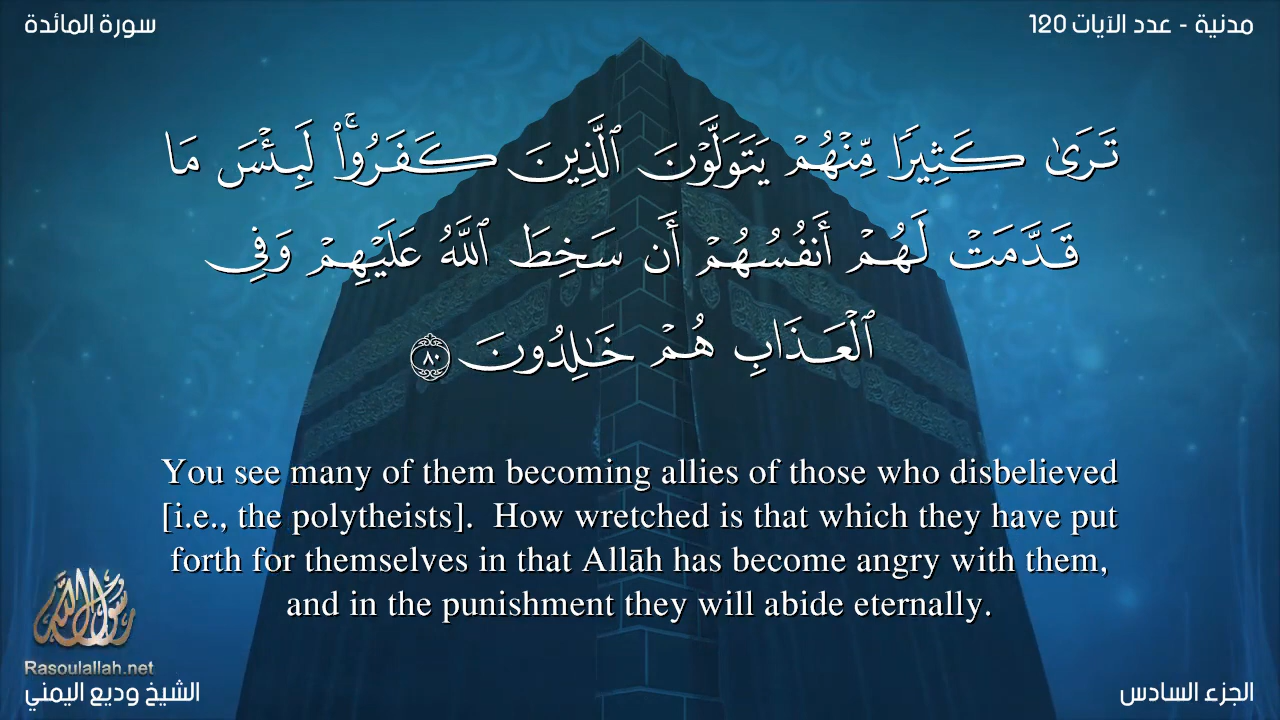 سورة المائدة
مدنية - عدد الآيات 120
تَرَىٰ كَثِيرًا مِّنْهُمْ يَتَوَلَّوْنَ ٱلَّذِينَ كَفَرُوا۟ ۚ لَبِئْسَ مَا
قَدَّمَتْ لَهُمْ أَنفُسُهُمْ أَن سَخِطَ ٱللَّهُ عَلَيْهِمْ وَفِى
ٱلْعَذَابِ هُمْ خَـٰلِدُونَ ٨٠
You see many of them becoming allies of those who disbelieved
[i.e., the polytheists].  How wretched is that which they have put
forth for themselves in that Allāh has become angry with them,
and in the punishment they will abide eternally.
رسول الله
Rasoulallah.net
الشيخ وديع اليمني
الجزء السادس